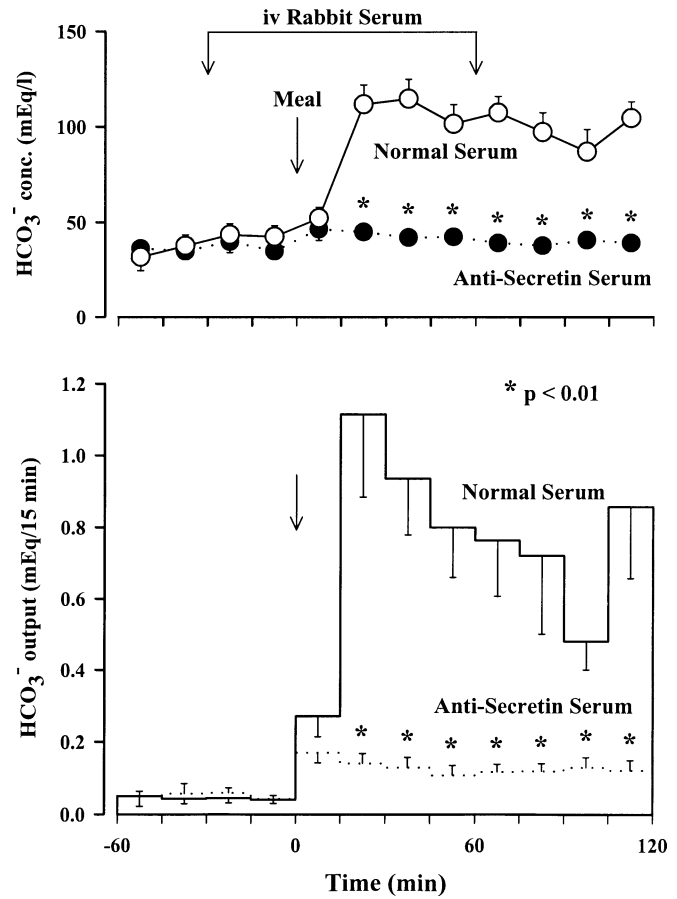 iv Rabbit Serum
150
Meal
100
Normal Serum
* * * * * * *
50
Anti-Secretin Serum
0
HCO3- conc. (mEq/l)
1.2
* p < 0.01
1.0
Normal Serum
0.8
0.6
0.4
Anti-Secretin Serum
* * * * * * *
0.2
0.0
HCO3- output (mEq/15 min)
-60 0 60 120
Time (min)